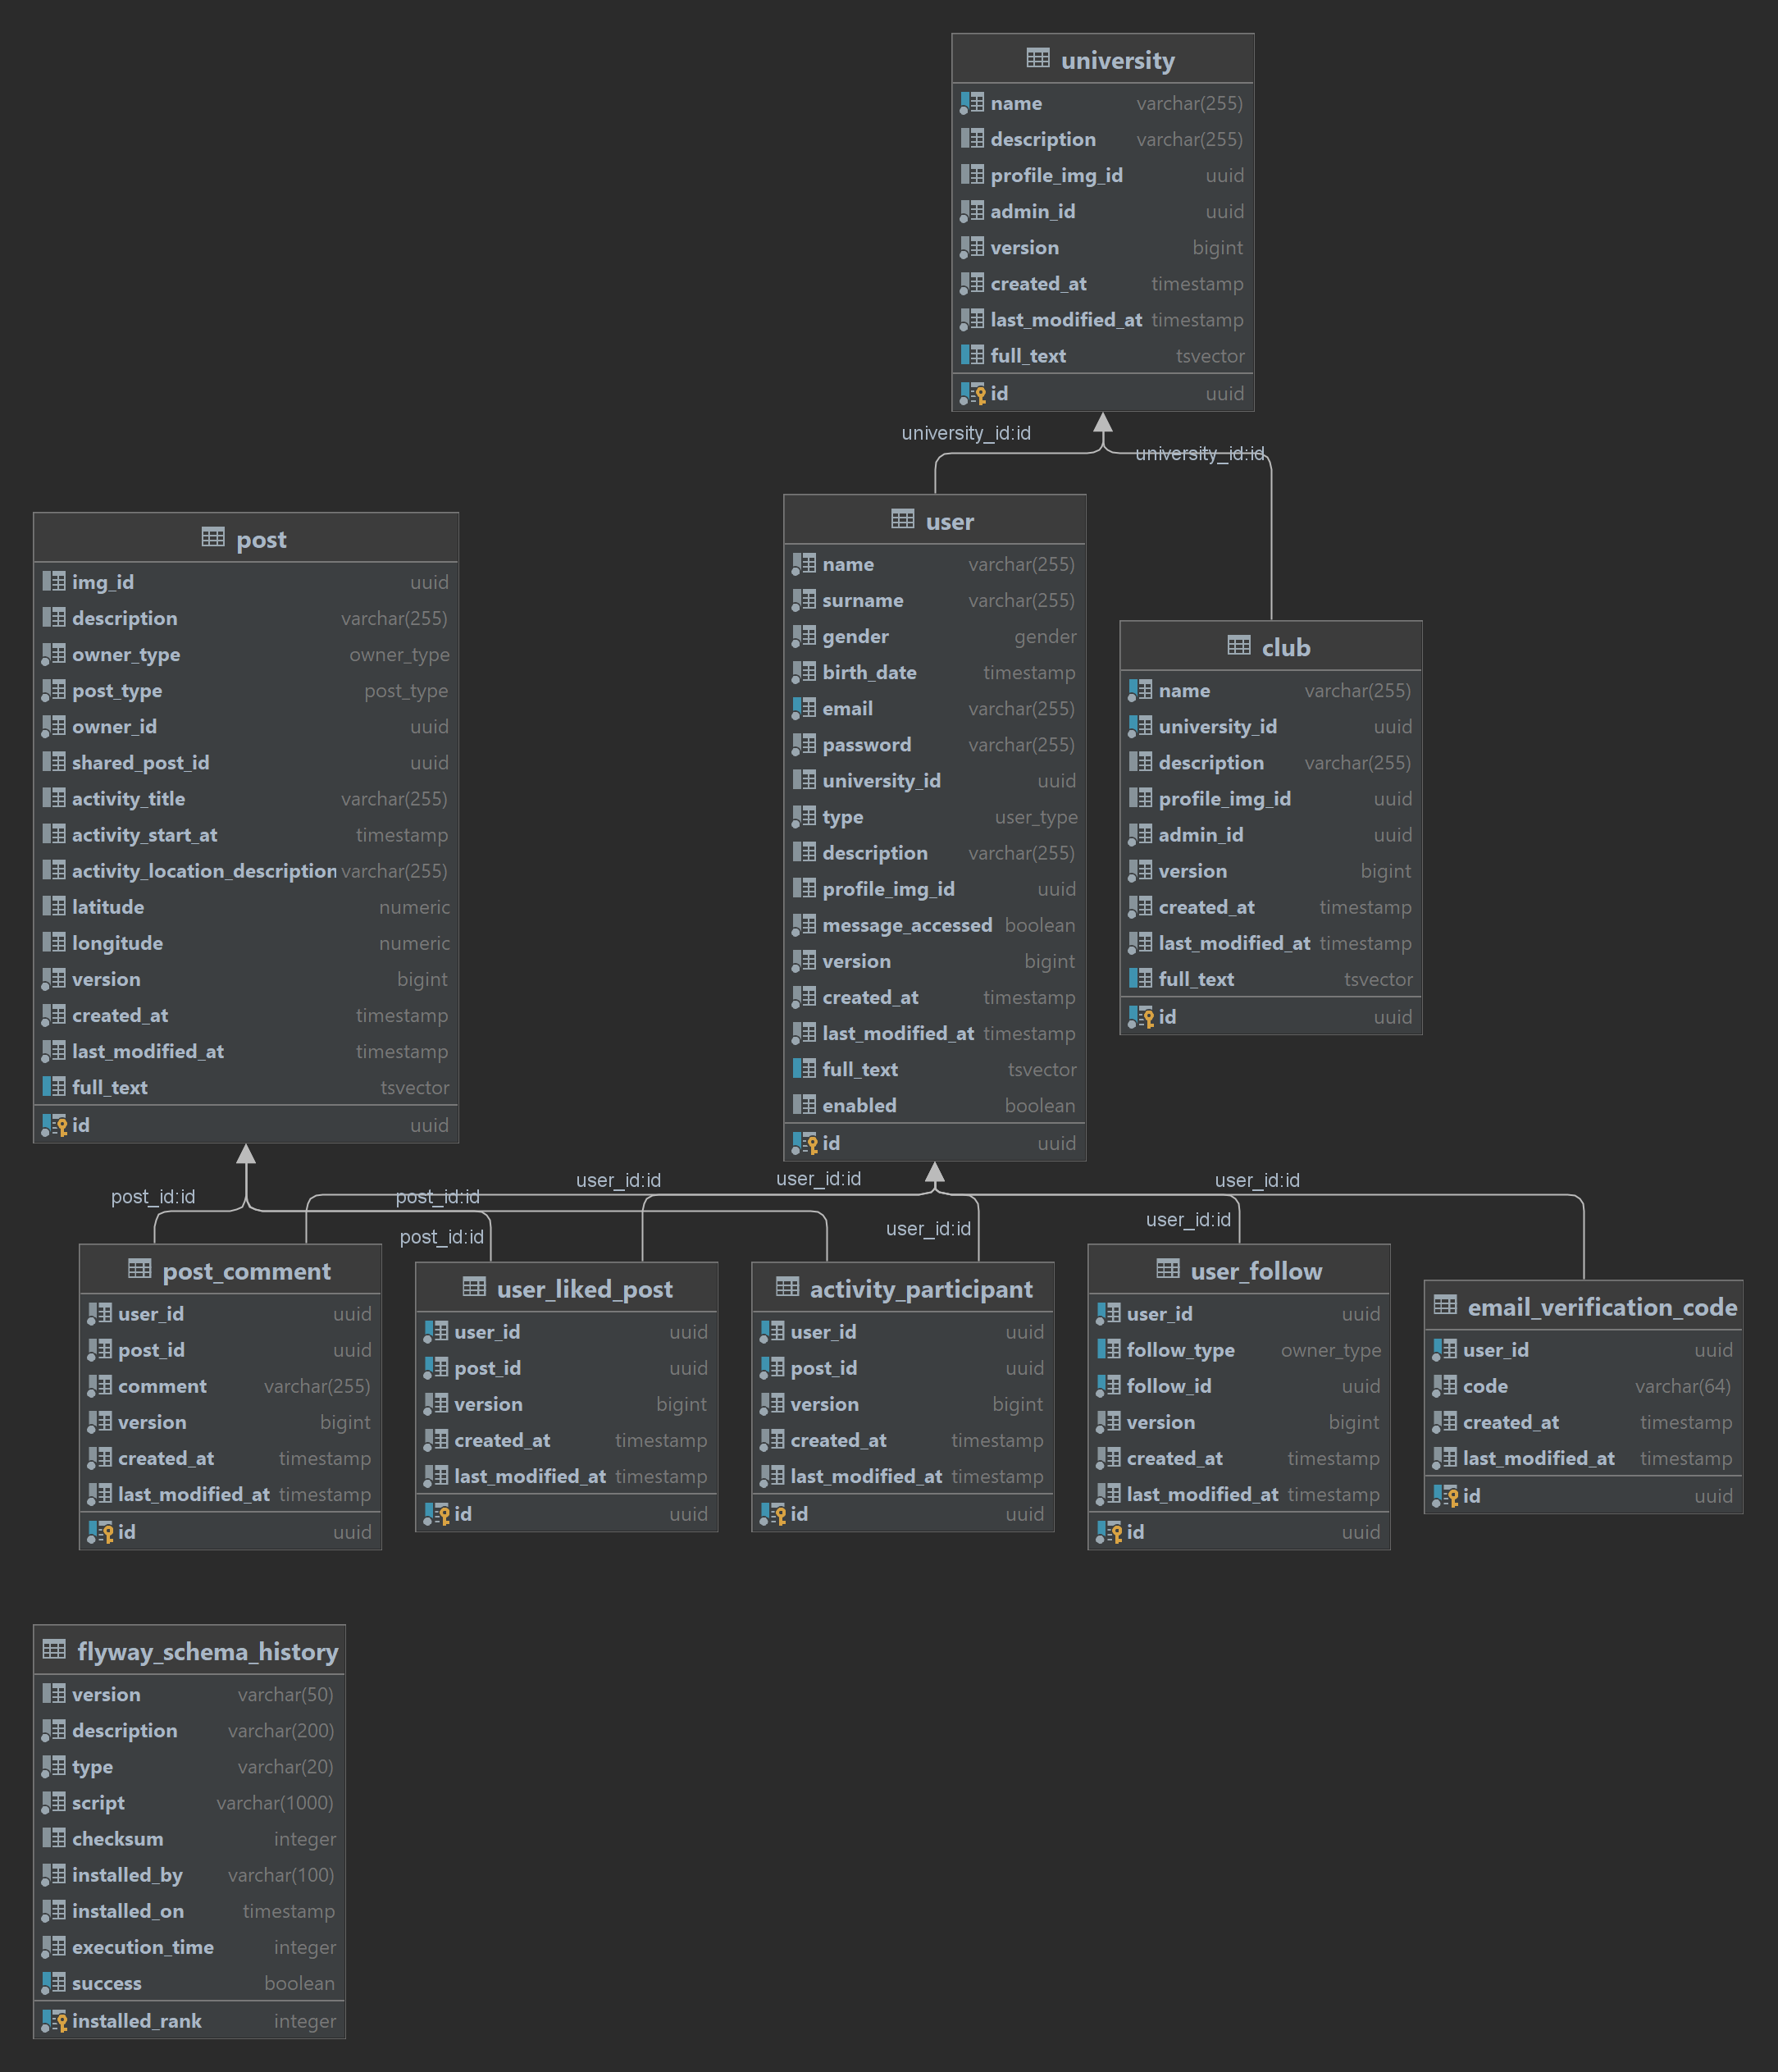 university
name varchar(255)
description varchar(255)
profile_img_id uuid
admin_id uuid
version bigint
created_at timestamp
last_modified_at timestamp
full_text tsvector
id uuid
university_id:id
university_id:id
post
img_id uuid
description varchar(255)
owner_type owner_type
post_type post_type
owner_id uuid
shared_post_id uuid
activity_title varchar(255)
activity_start_at timestamp
activity_location_description varchar(255)
latitude numeric
longitude numeric
version bigint
created_at timestamp
last_modified_at timestamp
full_text tsvector
id uuid
user
name varchar(255)
surname varchar(255)
gender gender
birth_date timestamp
email varchar(255)
password varchar(255)
university_id uuid
type user_type
description varchar(255)
profile_img_id uuid
message_accessed boolean
version bigint
created_at timestamp
last_modified_at timestamp
full_text tsvector
enabled boolean
id uuid
club
name varchar(255)
university_id uuid
description varchar(255)
profile_img_id uuid
admin_id uuid
version bigint
created_at timestamp
last_modified_at timestamp
full_text tsvector
id uuid
post_id:id
post_id:id
post_id:id
user_id:id
user_id:id
user_id:id
user_id:id
user_id:id
post_comment
user_id uuid
post_id uuid
comment varchar(255)
version bigint
created_at timestamp
last_modified_at timestamp
id uuid
user_liked_post
user_id uuid
post_id uuid
version bigint
created_at timestamp
last_modified_at timestamp
id uuid
activity_participant
user_id uuid
post_id uuid
version bigint
created_at timestamp
last_modified_at timestamp
id uuid
user_follow
user_id uuid
follow_type owner_type
follow_id uuid
version bigint
created_at timestamp
last_modified_at timestamp
id uuid
email_verification_code
user_id uuid
code varchar(64)
created_at timestamp
last_modified_at timestamp
id uuid
flyway_schema_history
version varchar(50)
description varchar(200)
type varchar(20)
script varchar(1000)
checksum integer
installed_by varchar(100)
installed_on timestamp
execution_time integer
success boolean
installed_rank integer